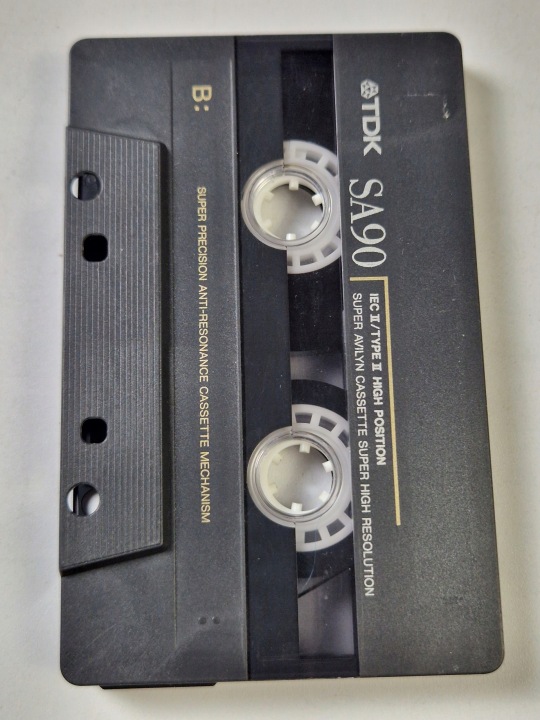 TDK
SA90
IEC II/TYPE II HIGH POSITION
SUPER AVILYN CASSETTE SUPER HIGH RESOLUTION
B:
SUPER PRECISION ANTI-RESONANCE CASSETTE MECHANISM